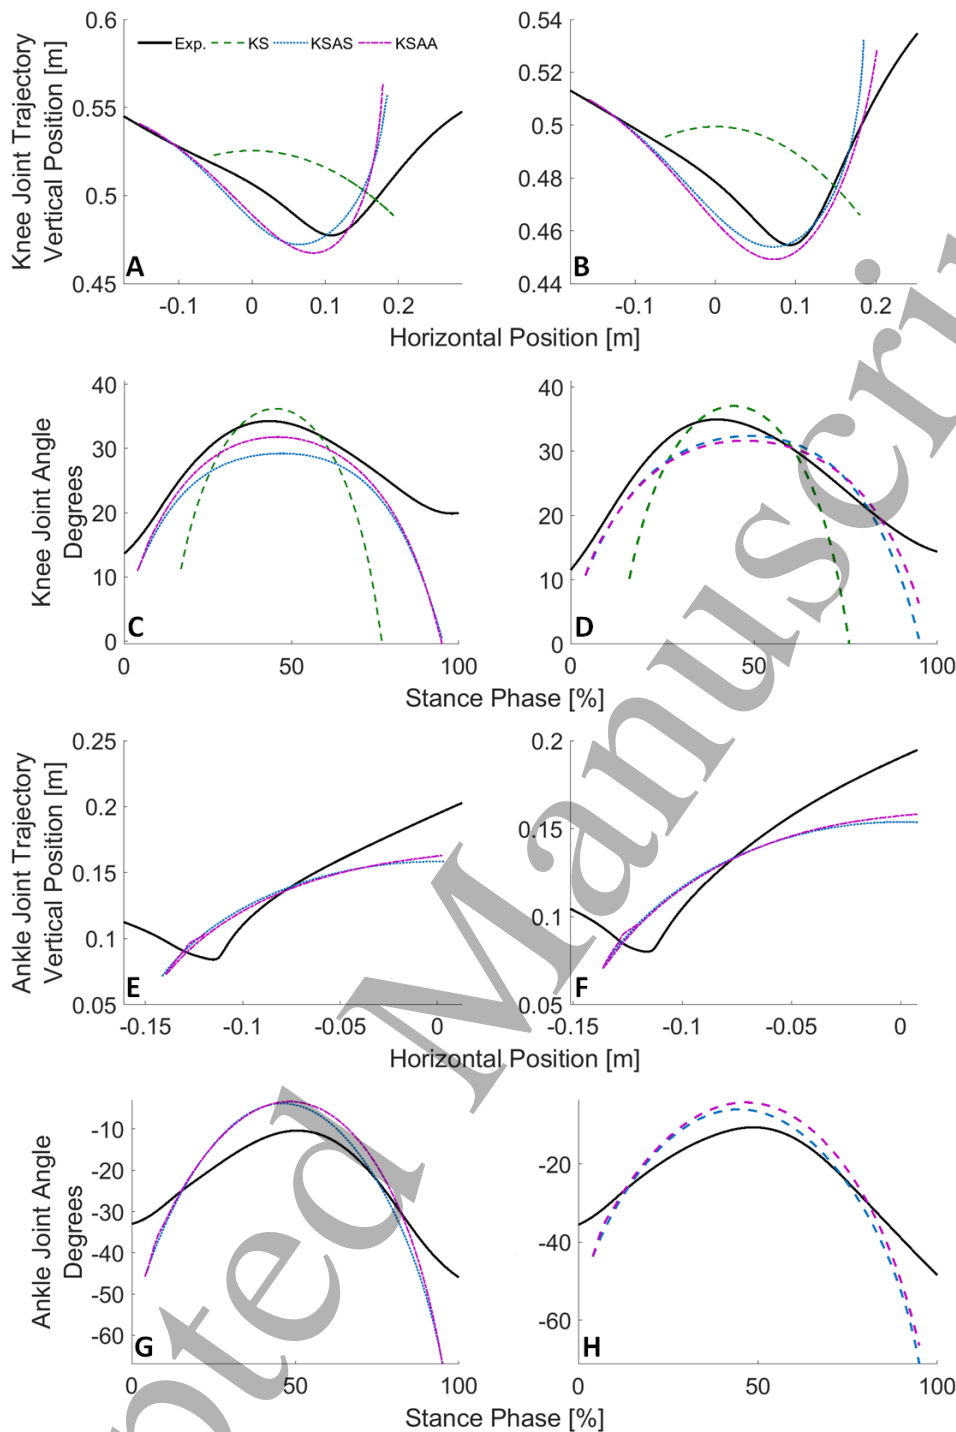 0.6
0.55
0.5
0.45
Knee Joint Trajectory
Vertical Position [m]
Exp. KS KSAS KSAA
A
-0.1 0 0.1 0.2
0.54
0.52
0.5
0.48
0.46
0.44
B
-0.1 0 0.1 0.2
Horizontal Position [m]
40
30
20
10
0
Knee Joint Angle
Degrees
C
0 50 100
40
30
20
10
0
D
0 50 100
Stance Phase [%]
0.25
0.2
0.15
0.1
0.05
Ankle Joint Trajectory
Vertical Position [m]
E
-0.15 -0.1 -0.05 0
0.2
0.15
0.1
0.05
F
-0.15 -0.1 -0.05 0
Horizontal Position [m]
-10
-20
-30
-40
-50
-60
Ankle Joint Angle
Degrees
G
0 50 100
-20
-40
-60
H
0 50 100
Stance Phase [%]
pted Manuscri